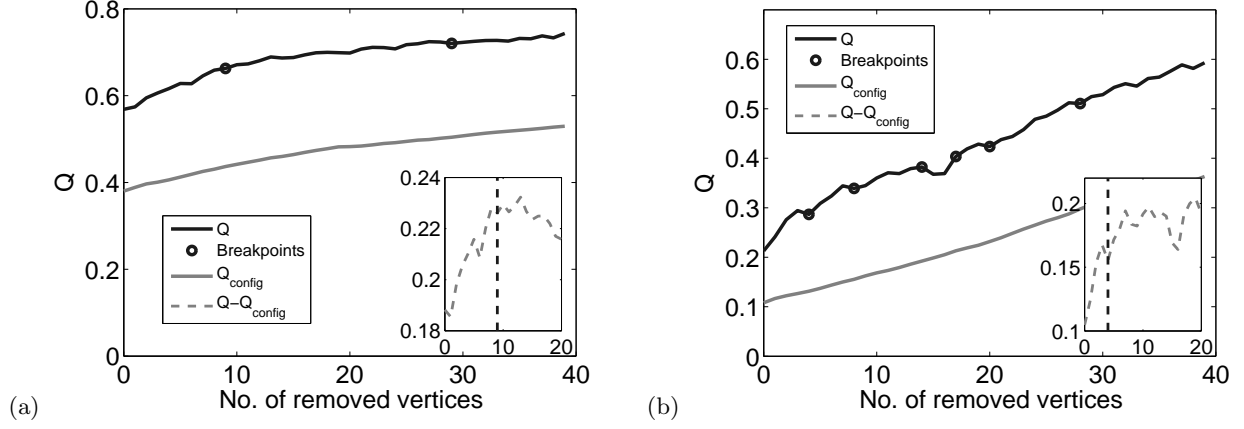 0.8
0.6
0.4
0.2
0
Q
0 10 20 30 40
No. of removed vertices
Q
Breakpoints
Q_config
Q−Q_config
0.24
0.22
0.2
0.18
0 10 20
(a)
0.6
0.5
0.4
0.3
0.2
0.1
0
Q
0 10 20 30 40
No. of removed vertices
Q
Breakpoints
Q_config
Q−Q_config
0.2
0.15
0.1
0 10 20
(b)